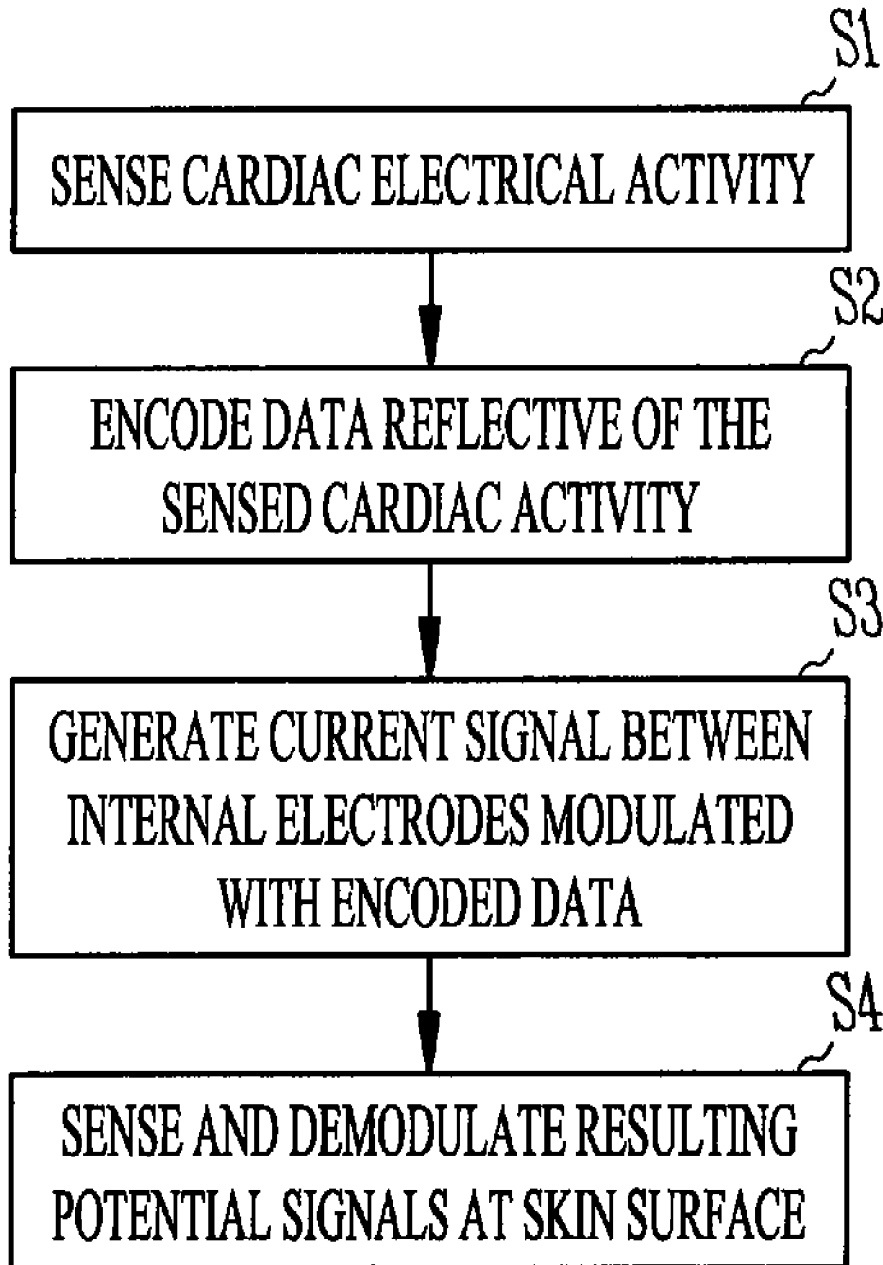 S1
SENSE CARDIAC ELECTRICAL ACTIVITY
S2
ENCODE DATA REFLECTIVE OF THE
SENSED CARDIAC ACTIVITY
S3
GENERATE CURRENT SIGNAL BETWEEN
INTERNAL ELECTRODES MODULATED
WITH ENCODED DATA
S4
SENSE AND DEMODULATE RESULTING
POTENTIAL SIGNALS AT SKIN SURFACE